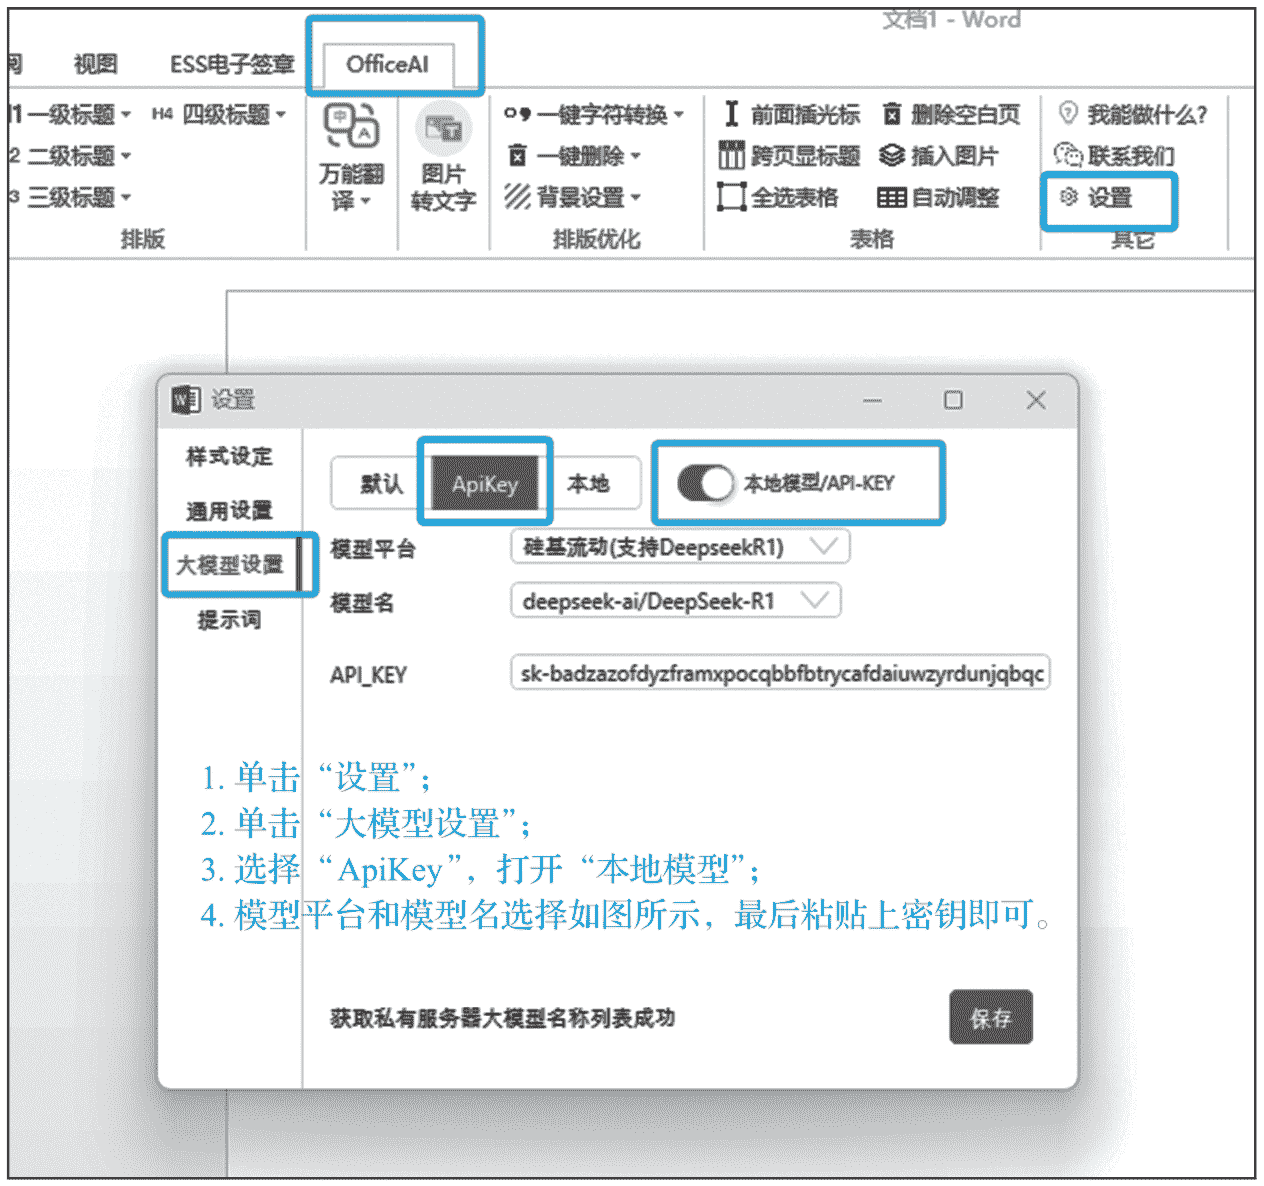 文档1 - Word
阅 视图 ESS电子签章 OfficeAI
H1 一级标题 H4 四级标题
2 二级标题
3 三级标题
排版
万能翻
译
图片
转文字
一键字符转换
一键删除
背景设置
排版优化
前面插光标 删除空白页
跨页显标题 插入图片
全选表格 自动调整
表格
我能做什么?
联系我们
设置
其它
设置
样式设定
通用设置
大模型设置
提示词
默认 ApiKey 本地 本地模型/API-KEY
模型平台 硅基流动(支持DeepseekR1)
模型名 deepseek-ai/DeepSeek-R1
API_KEY sk-badzazofdyzframxpocqbbfbtrycafdaiuwzyrdunjqbqc
1. 单击“设置”；
2. 单击“大模型设置”；
3. 选择“ApiKey”，打开“本地模型”；
4. 模型平台和模型名选择如图所示，最后粘贴上密钥即可。
获取私有服务器大模型名称列表成功
保存